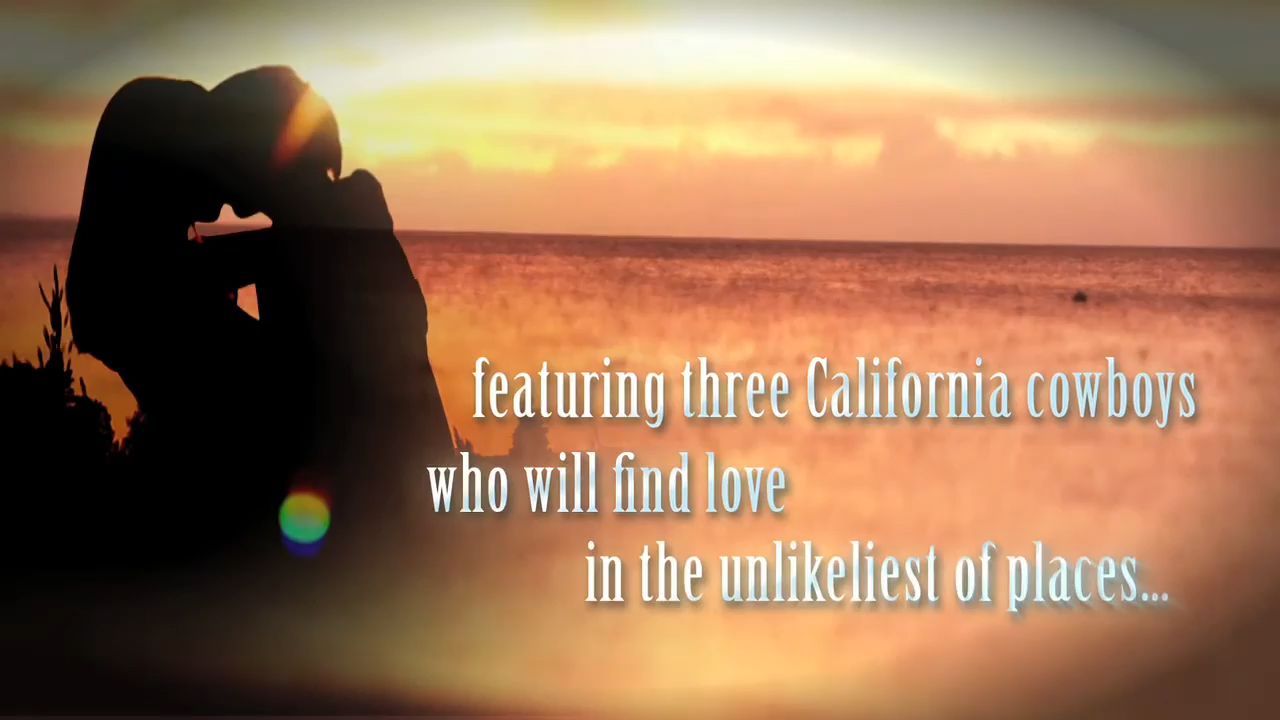 featuring three California cowboys
who will find love
in the unlikeliest of places...